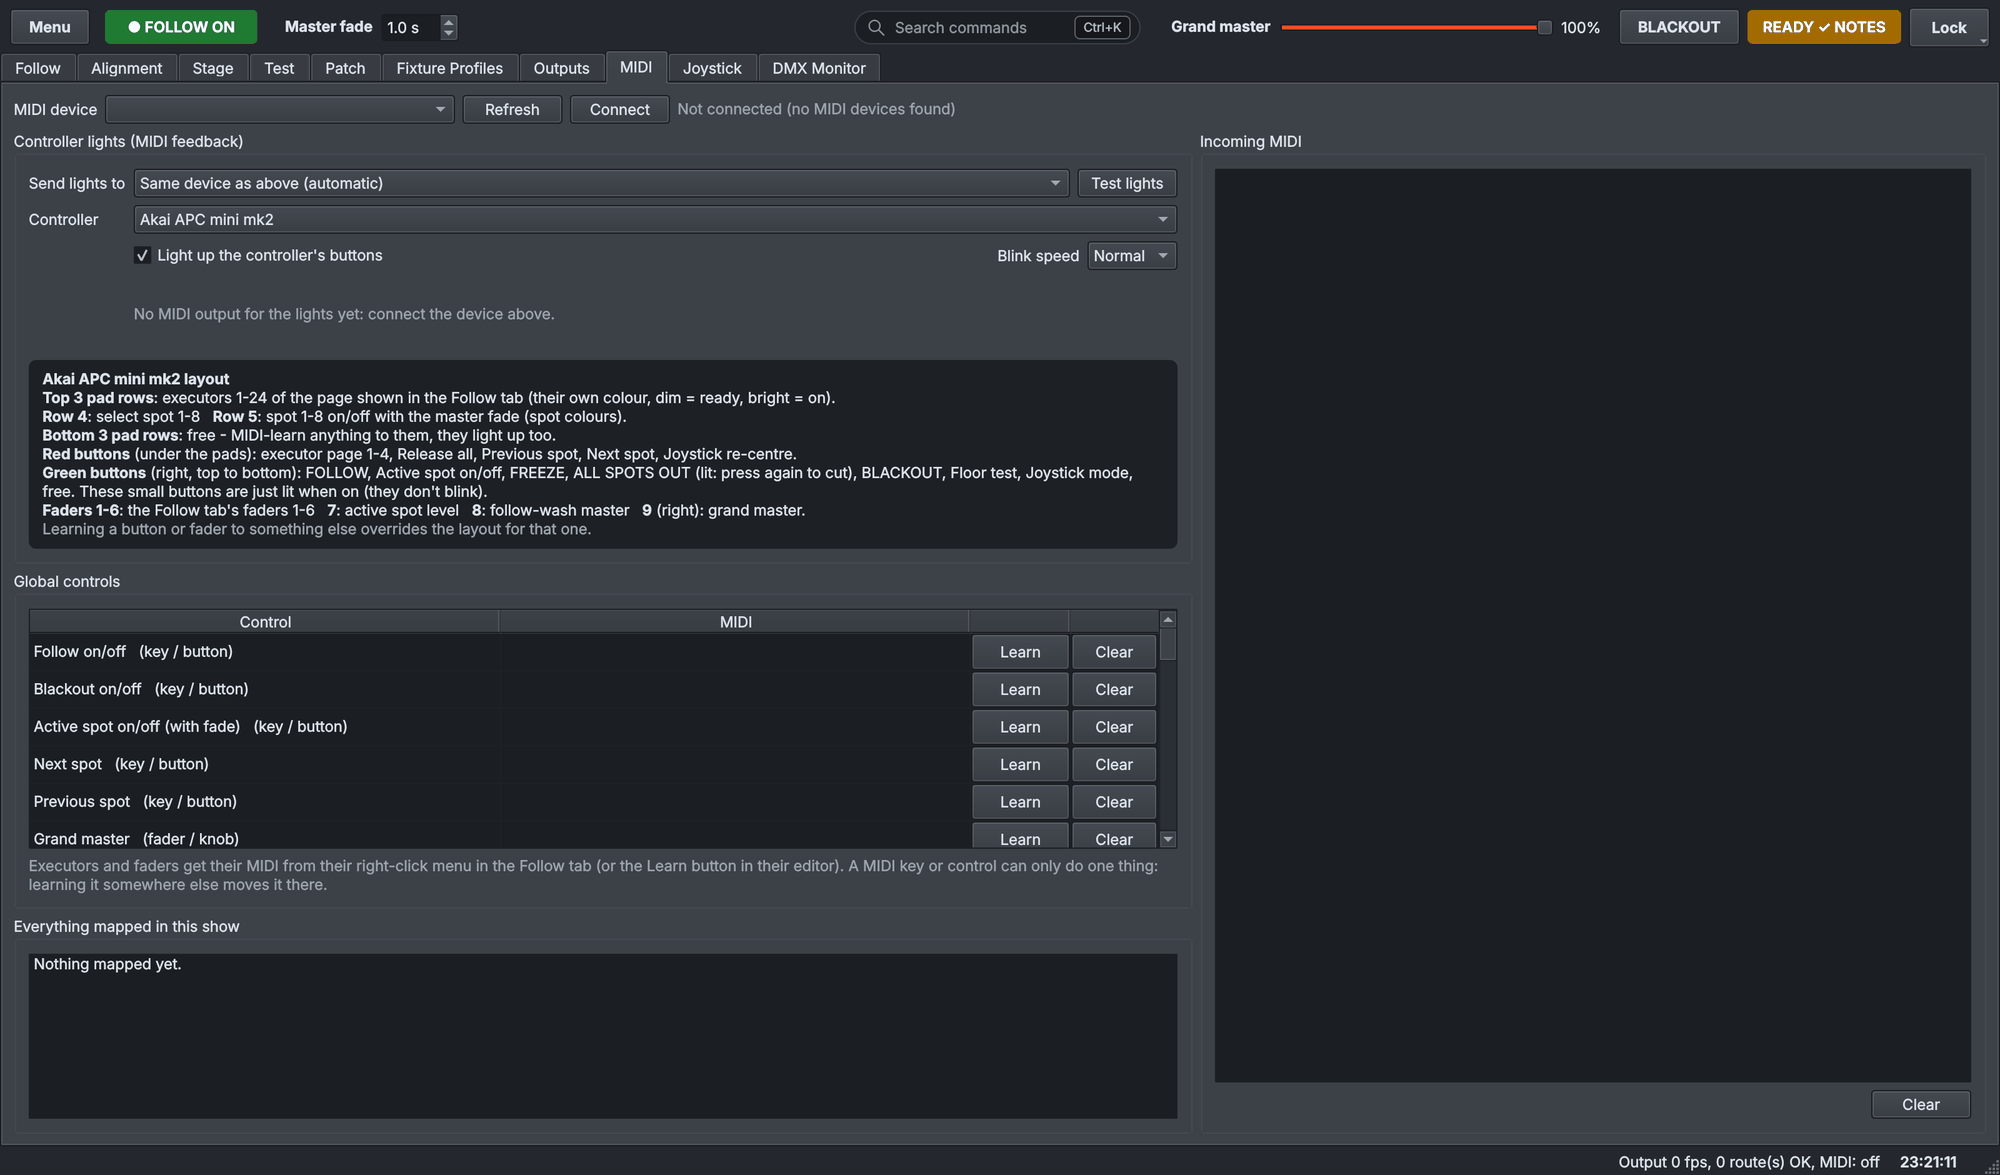 Menu
FOLLOW ON
Master fade 1.0 s
Search commands Ctrl+K
Grand master 100%
BLACKOUT
READY ✓ NOTES
Lock
Follow Alignment Stage Test Patch Fixture Profiles Outputs MIDI Joystick DMX Monitor
MIDI device Refresh Connect Not connected (no MIDI devices found)
Controller lights (MIDI feedback)
Send lights to Same device as above (automatic) Test lights
Controller Akai APC mini mk2
Light up the controller's buttons Blink speed Normal
No MIDI output for the lights yet: connect the device above.
Akai APC mini mk2 layout
Top 3 pad rows: executors 1-24 of the page shown in the Follow tab (their own colour, dim = ready, bright = on).
Row 4: select spot 1-8 Row 5: spot 1-8 on/off with the master fade (spot colours).
Bottom 3 pad rows: free - MIDI-learn anything to them, they light up too.
Red buttons (under the pads): executor page 1-4, Release all, Previous spot, Next spot, Joystick re-centre.
Green buttons (right, top to bottom): FOLLOW, Active spot on/off, FREEZE, ALL SPOTS OUT (lit: press again to cut), BLACKOUT, Floor test, Joystick mode,
free. These small buttons are just lit when on (they don't blink).
Faders 1-6: the Follow tab's faders 1-6 7: active spot level 8: follow-wash master 9 (right): grand master.
Learning a button or fader to something else overrides the layout for that one.
Global controls
Control MIDI
Follow on/off (key / button) Learn Clear
Blackout on/off (key / button) Learn Clear
Active spot on/off (with fade) (key / button) Learn Clear
Next spot (key / button) Learn Clear
Previous spot (key / button) Learn Clear
Grand master (fader / knob) Learn Clear
Executors and faders get their MIDI from their right-click menu in the Follow tab (or the Learn button in their editor). A MIDI key or control can only do one thing:
learning it somewhere else moves it there.
Everything mapped in this show
Nothing mapped yet.
Incoming MIDI
Clear
Output 0 fps, 0 route(s) OK, MIDI: off 23:21:11